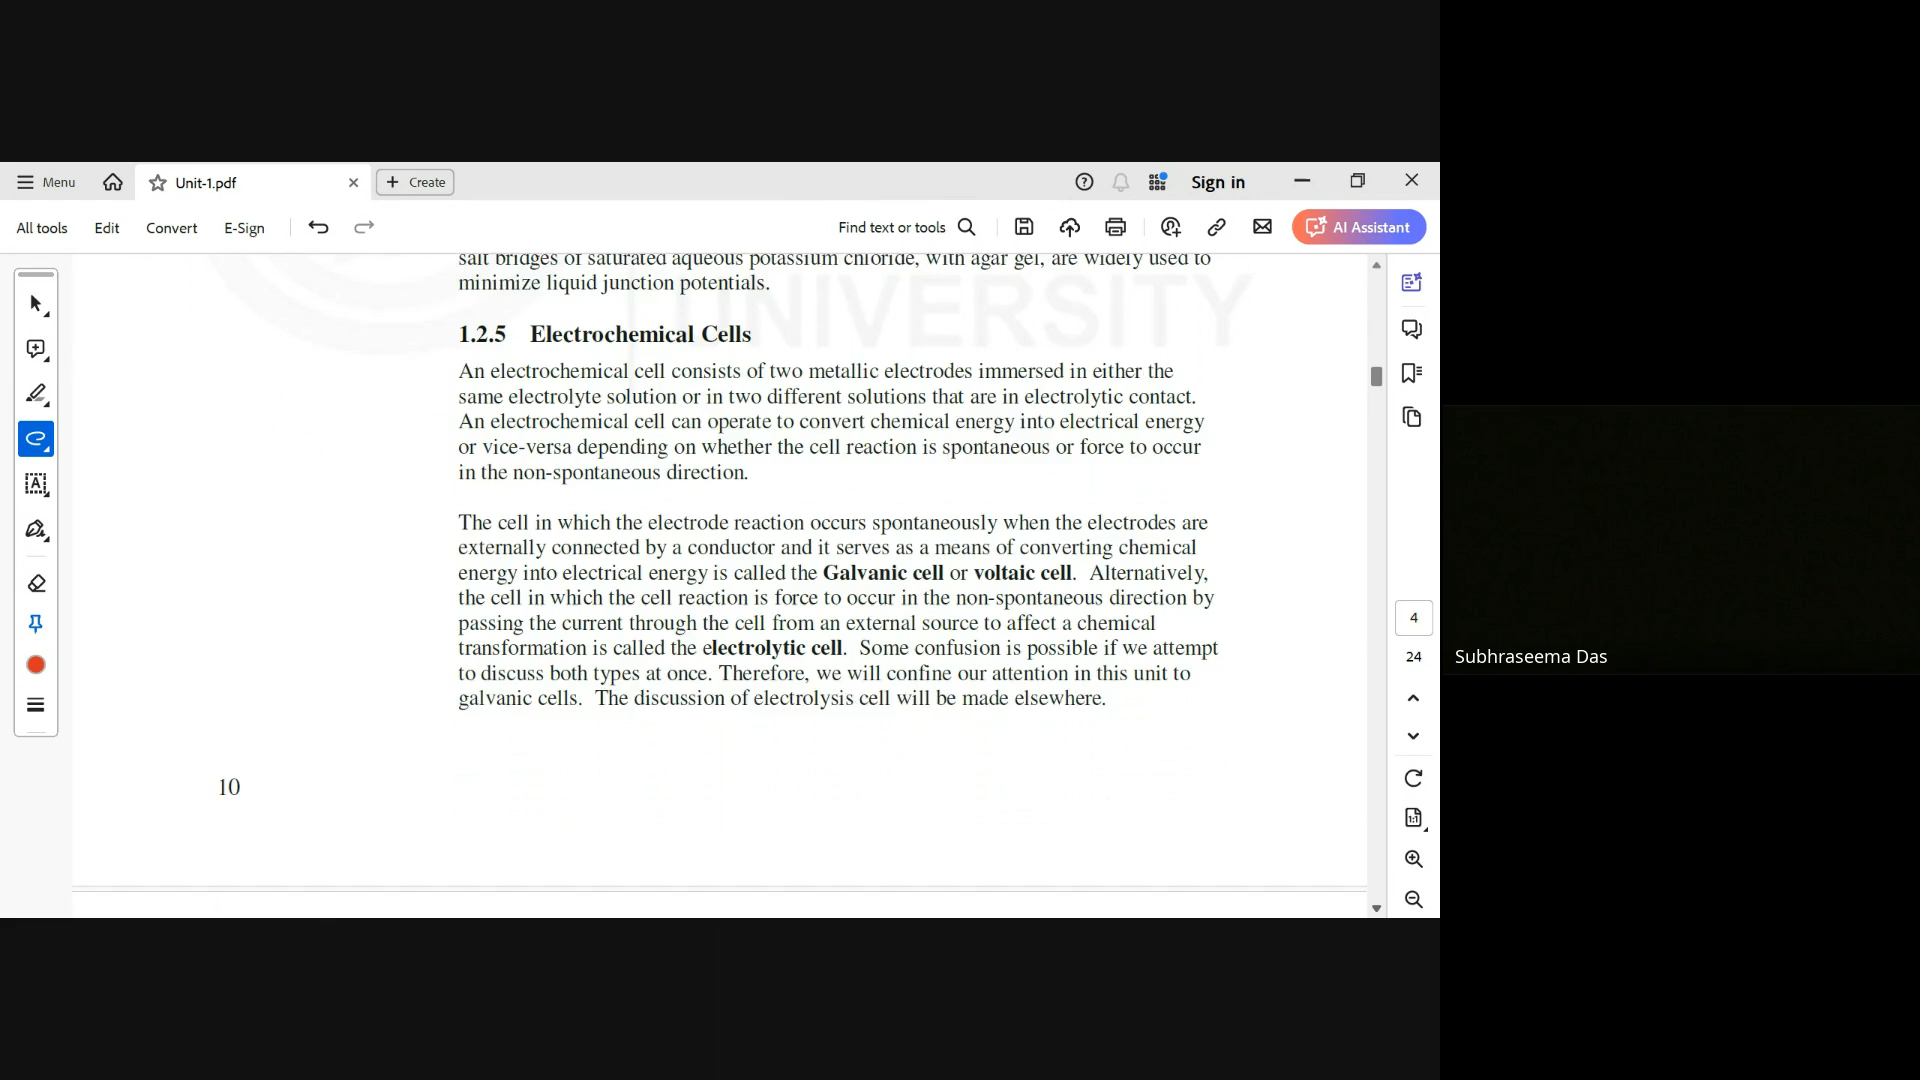 Menu
Unit-1.pdf
Create
Sign in
All tools
Edit
Convert
E-Sign
Find text or tools
AI Assistant
salt bridges of saturated aqueous potassium chloride, with agar gel, are widely used to
minimize liquid junction potentials.
UNIVERSITY
1.2.5 Electrochemical Cells
An electrochemical cell consists of two metallic electrodes immersed in either the
same electrolyte solution or in two different solutions that are in electrolytic contact.
An electrochemical cell can operate to convert chemical energy into electrical energy
or vice-versa depending on whether the cell reaction is spontaneous or force to occur
in the non-spontaneous direction.
The cell in which the electrode reaction occurs spontaneously when the electrodes are
externally connected by a conductor and it serves as a means of converting chemical
energy into electrical energy is called the Galvanic cell or voltaic cell. Alternatively,
the cell in which the cell reaction is force to occur in the non-spontaneous direction by
passing the current through the cell from an external source to affect a chemical
transformation is called the electrolytic cell. Some confusion is possible if we attempt
to discuss both types at once. Therefore, we will confine our attention in this unit to
galvanic cells. The discussion of electrolysis cell will be made elsewhere.
10
4
24
Subhraseema Das